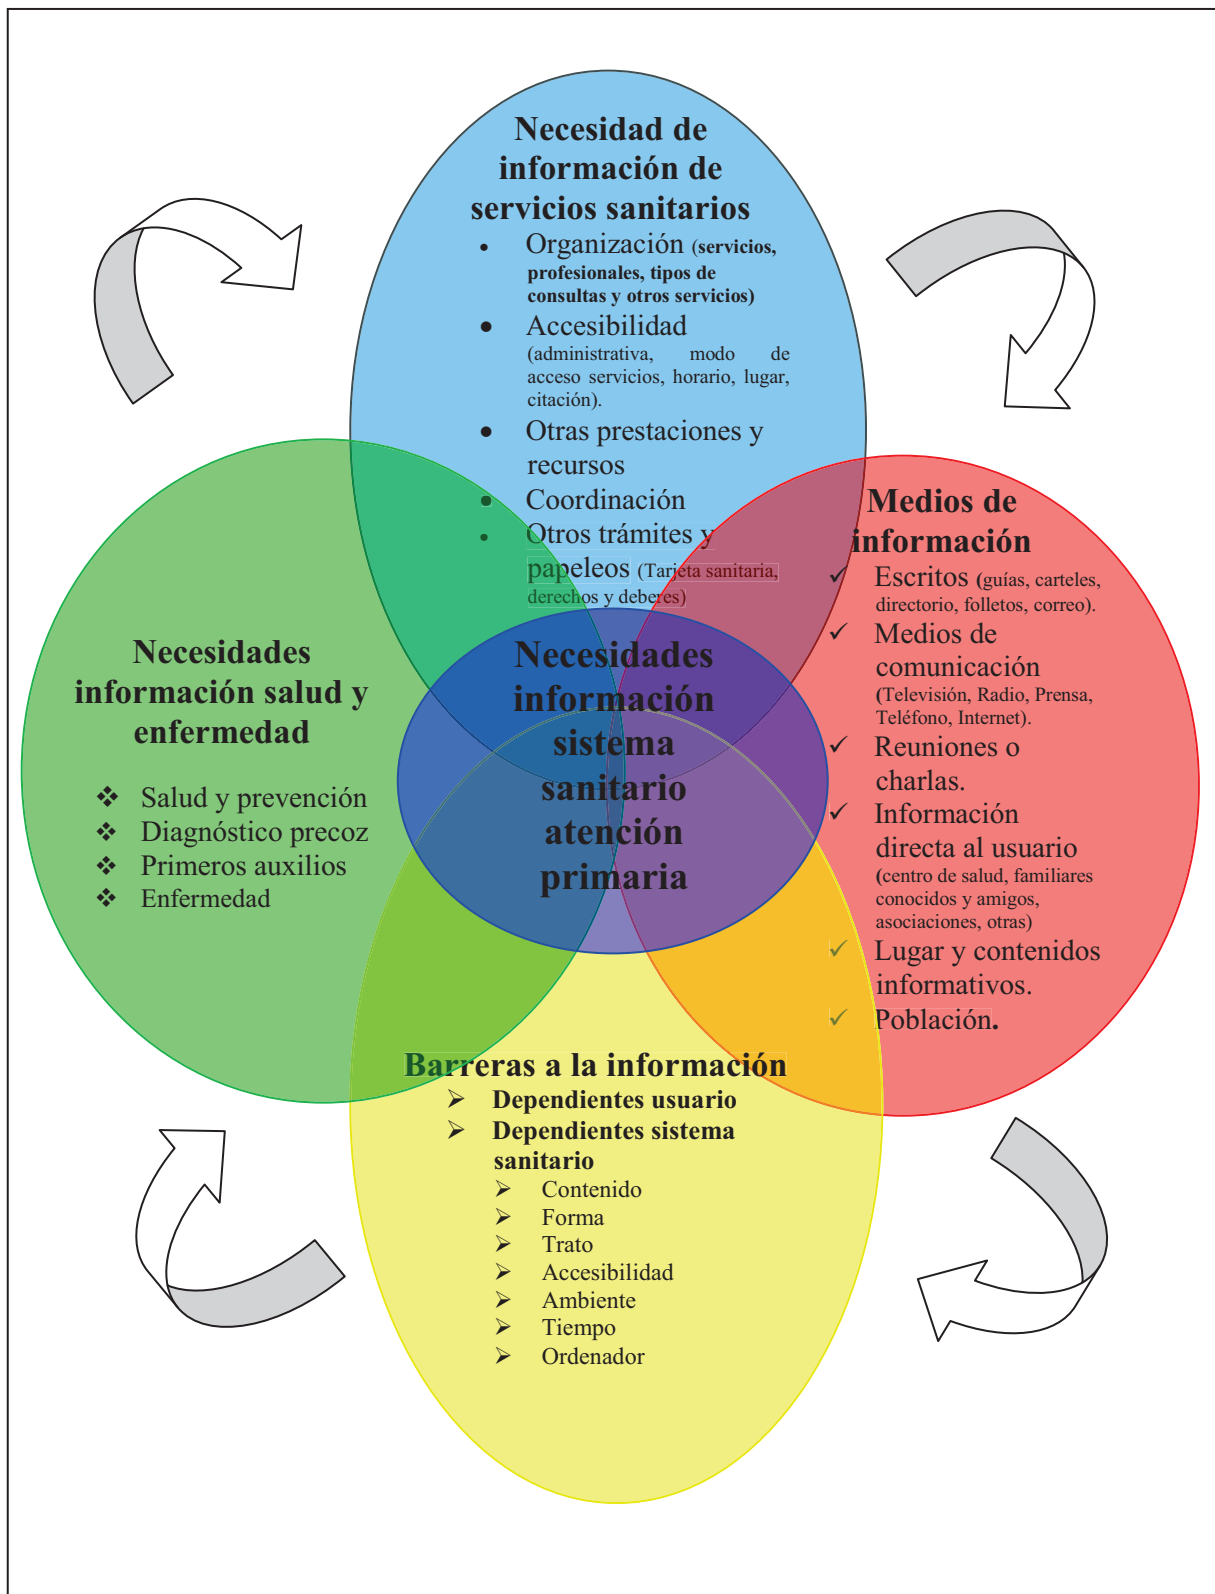 Necesidad de
información de
servicios sanitarios
• Organización (servicios,
profesionales, tipos de
consultas y otros servicios)
• Accesibilidad
(administrativa, modo de
acceso servicios, horario, lugar,
citación).
• Otras prestaciones y
recursos
• Coordinación
• Otros trámites y
papeleos (Tarjeta sanitaria,
derechos y deberes)
Medios de
información
✓ Escritos (guías, carteles,
directorio, folletos, correo).
✓ Medios de
comunicación
(Televisión, Radio, Prensa,
Teléfono, Internet).
✓ Reuniones o
charlas.
✓ Información
directa al usuario
(centro de salud, familiares
conocidos y amigos,
asociaciones, otras)
✓ Lugar y contenidos
informativos.
✓ Población.
Necesidades
información salud y
enfermedad
❖ Salud y prevención
❖ Diagnóstico precoz
❖ Primeros auxilios
❖ Enfermedad
Necesidades
información
sistema
sanitario
atención
primaria
Barreras a la información
➢ Dependientes usuario
➢ Dependientes sistema
sanitario
➢ Contenido
➢ Forma
➢ Trato
➢ Accesibilidad
➢ Ambiente
➢ Tiempo
➢ Ordenador